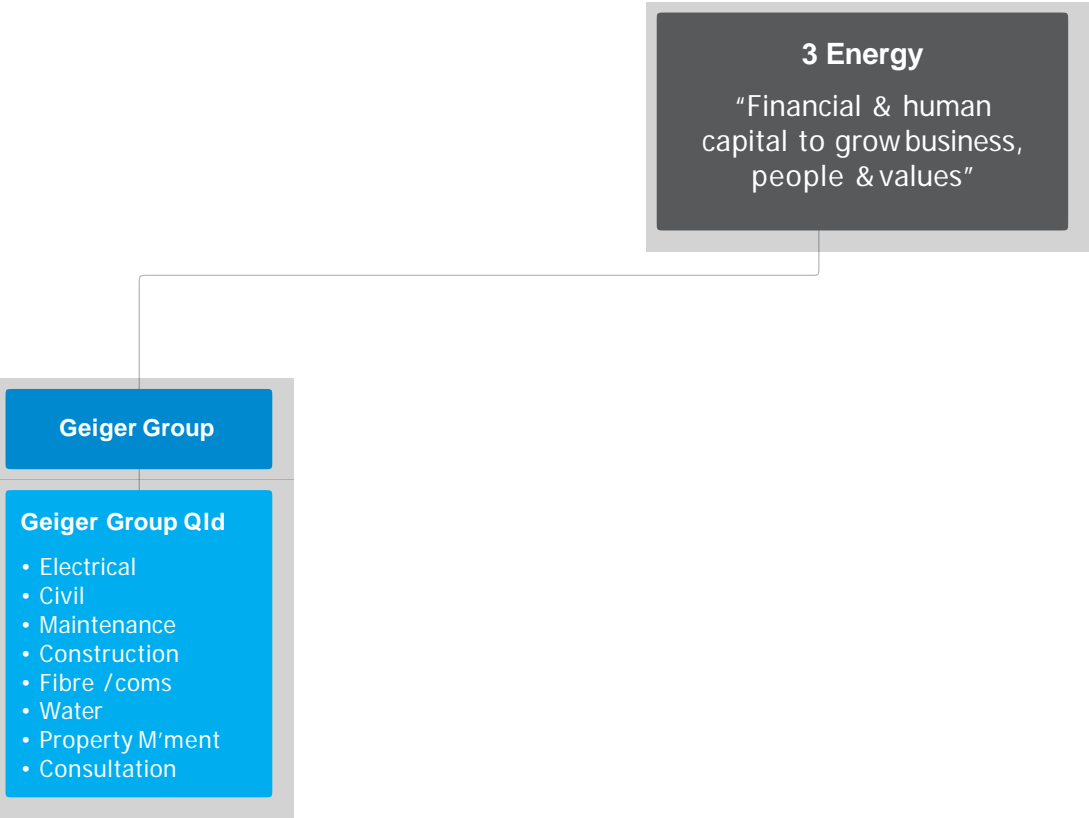 3 Energy
“Financial & human
capital to grow business,
people & values”
Geiger Group
Geiger Group Qld
• Electrical
• Civil
• Maintenance
• Construction
• Fibre /coms
• Water
• Property M’ment
• Consultation